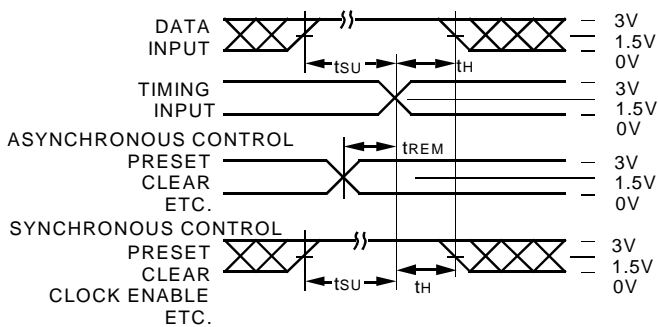 DATA
INPUT
3V
1.5V
0V
tSU
tH
TIMING
INPUT
3V
1.5V
0V
ASYNCHRONOUS CONTROL
tREM
PRESET
CLEAR
ETC.
3V
1.5V
0V
SYNCHRONOUS CONTROL
PRESET
CLEAR
CLOCK ENABLE
ETC.
3V
1.5V
0V
tSU
tH